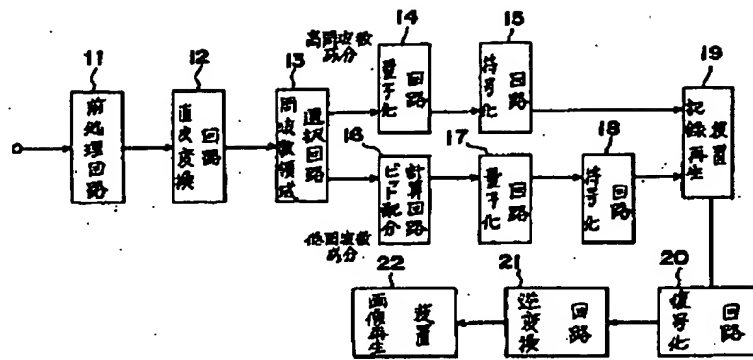 11
前処理回路
12
直交変換
回路
13
周波数領域
選択回路
高周波数
成分
14
量子化
回路
15
符号化
回路
低周波数
成分
16
ビット配分
計算回路
17
量子化
回路
18
符号化
回路
19
記録再生
装置
20
復号化
回路
21
逆変換
回路
22
画像再生
装置